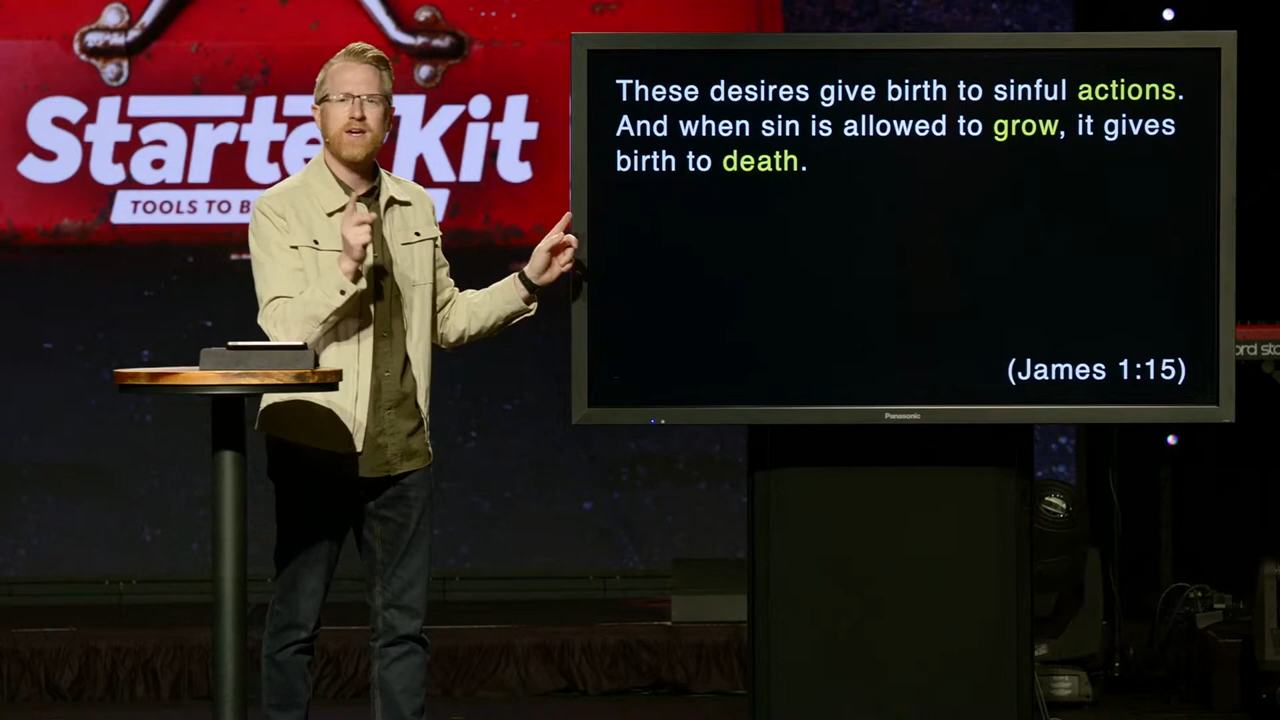 StarterKit
TOOLS TO B
These desires give birth to sinful actions.
And when sin is allowed to grow, it gives
birth to death.
(James 1:15)
Panasonic